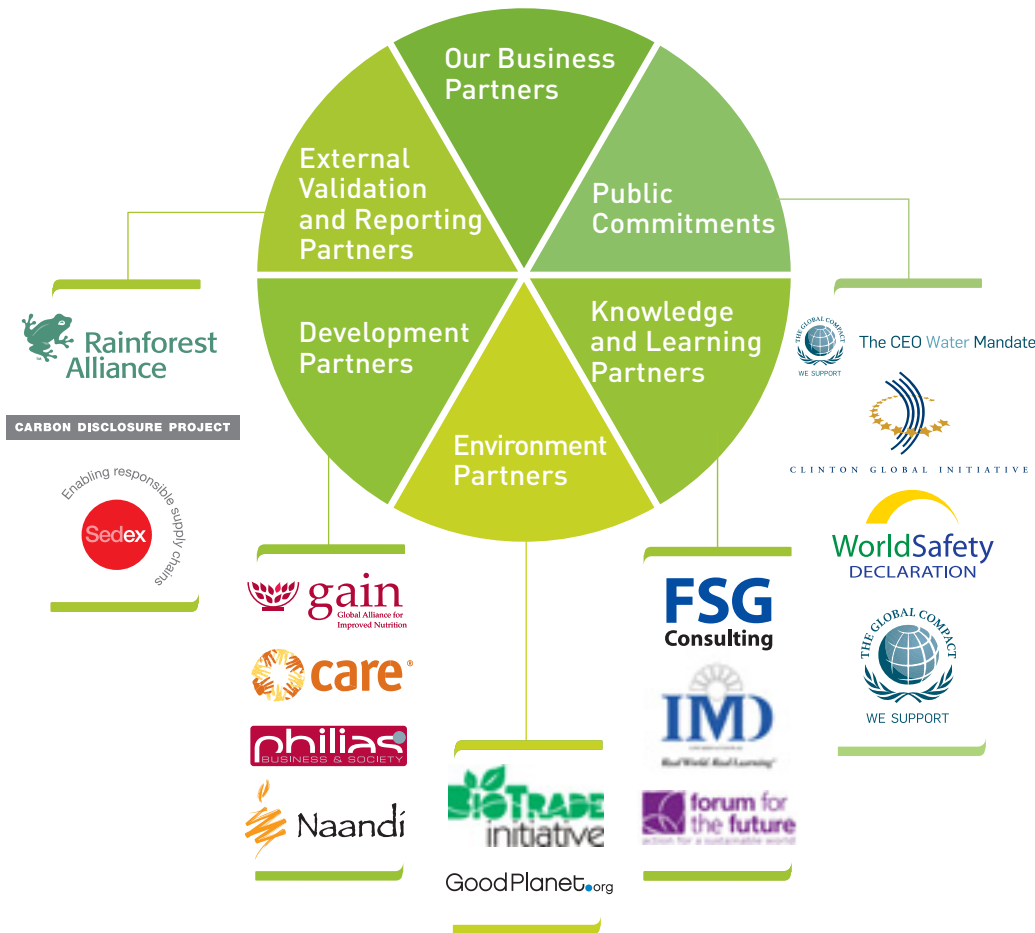 Our Business
Partners
External
Validation
and Reporting
Partners
Public
Commitments
Development
Partners
Knowledge
and Learning
Partners
Environment
Partners
Rainforest
Alliance
CARBON DISCLOSURE PROJECT
Enabling responsible supply chains
Sedex
gain
Global Alliance for
Improved Nutrition
care®
philias
BUSINESS & SOCIETY
Naandi
BIOTRADE
initiative
GoodPlanet.org
FSG
Consulting
IMD
Real World. Real Learning®
forum for
the future
action for a sustainable world
THE GLOBAL COMPACT
WE SUPPORT
The CEO Water Mandate
CLINTON GLOBAL INITIATIVE
WorldSafety
DECLARATION
THE GLOBAL COMPACT
WE SUPPORT